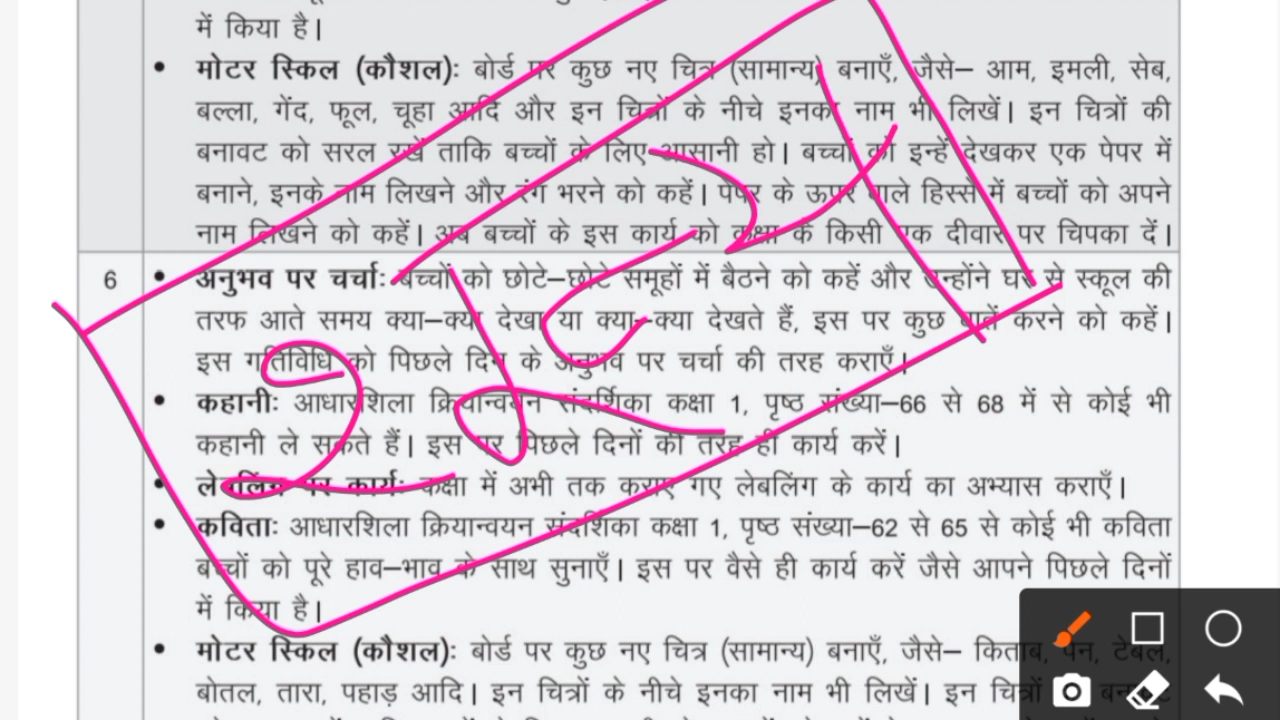 में किया है।
• मोटर स्किल (कौशल): बोर्ड पर कुछ नए चित्र (सामान्य) बनाएँ, जैसे– आम, इमली, सेब,
बल्ला, गेंद, फूल, चूहा आदि और इन चित्रों के नीचे इनका नाम भी लिखें। इन चित्रों की
बनावट को सरल रखें ताकि बच्चों के लिए आसानी हो। बच्चों को इन्हें देखकर एक पेपर में
बनाने, इनके नाम लिखने और रंग भरने को कहें। पेपर के ऊपर वाले हिस्से में बच्चों को अपने
नाम लिखने को कहें। अब बच्चों के इस कार्य को कक्षा के किसी एक दीवार पर चिपका दें।
6
• अनुभव पर चर्चा: बच्चों को छोटे–छोटे समूहों में बैठने को कहें और उन्होंने घर से स्कूल की
तरफ आते समय क्या–क्या देखा या क्या–क्या देखते हैं, इस पर कुछ बातें करने को कहें।
इस गतिविधि को पिछले दिन के अनुभव पर चर्चा की तरह कराएँ।
• कहानी: आधारशिला क्रियान्वयन संदर्शिका कक्षा 1, पृष्ठ संख्या–66 से 68 में से कोई भी
कहानी ले सकते हैं। इस पर पिछले दिनों की तरह ही कार्य करें।
• लेबलिंग पर कार्य: कक्षा में अभी तक कराए गए लेबलिंग के कार्य का अभ्यास कराएँ।
• कविता: आधारशिला क्रियान्वयन संदर्शिका कक्षा 1, पृष्ठ संख्या–62 से 65 से कोई भी कविता
बच्चों को पूरे हाव–भाव के साथ सुनाएँ। इस पर वैसे ही कार्य करें जैसे आपने पिछले दिनों
में किया है।
• मोटर स्किल (कौशल): बोर्ड पर कुछ नए चित्र (सामान्य) बनाएँ, जैसे– किताब, पेन, टेबल,
बोतल, तारा, पहाड़ आदि। इन चित्रों के नीचे इनका नाम भी लिखें। इन चित्रों